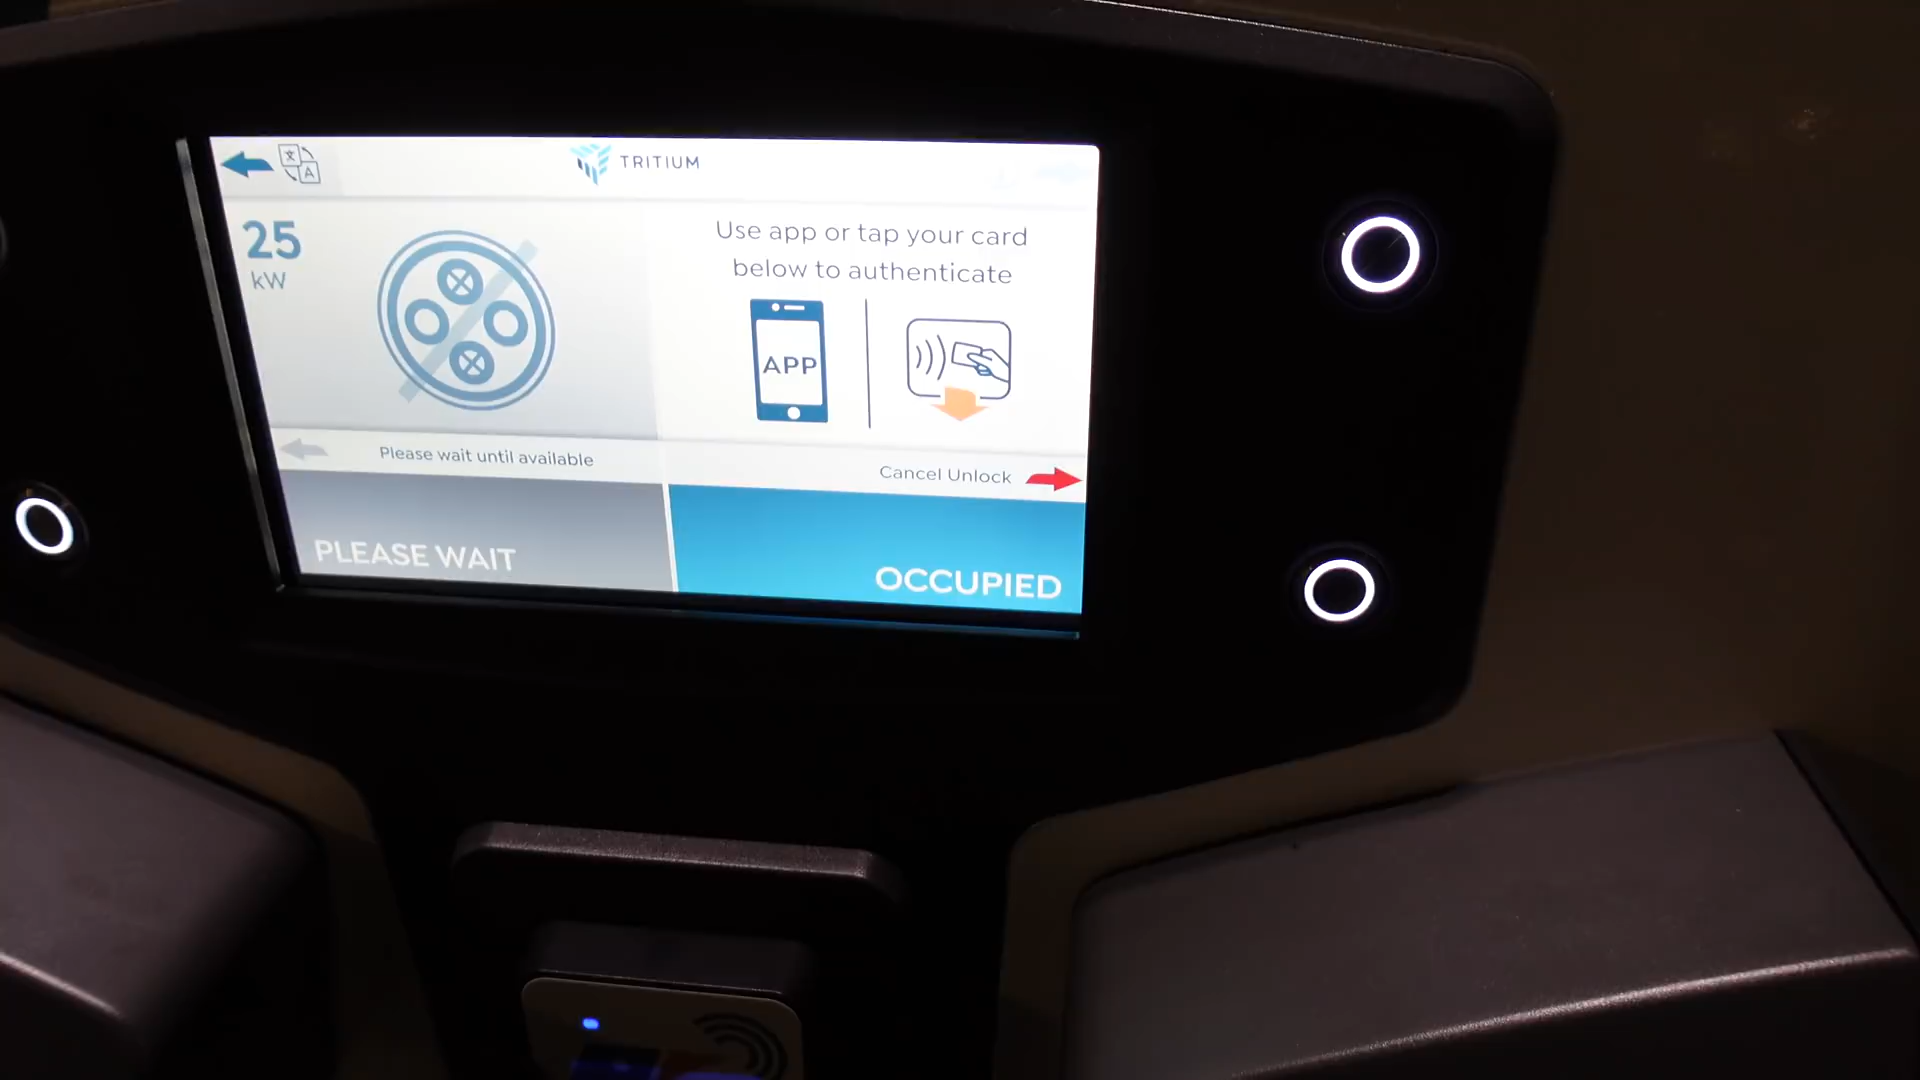 文
A
TRITIUM
25
kW
Use app or tap your card
below to authenticate
APP
Please wait until available
Cancel Unlock
PLEASE WAIT
OCCUPIED